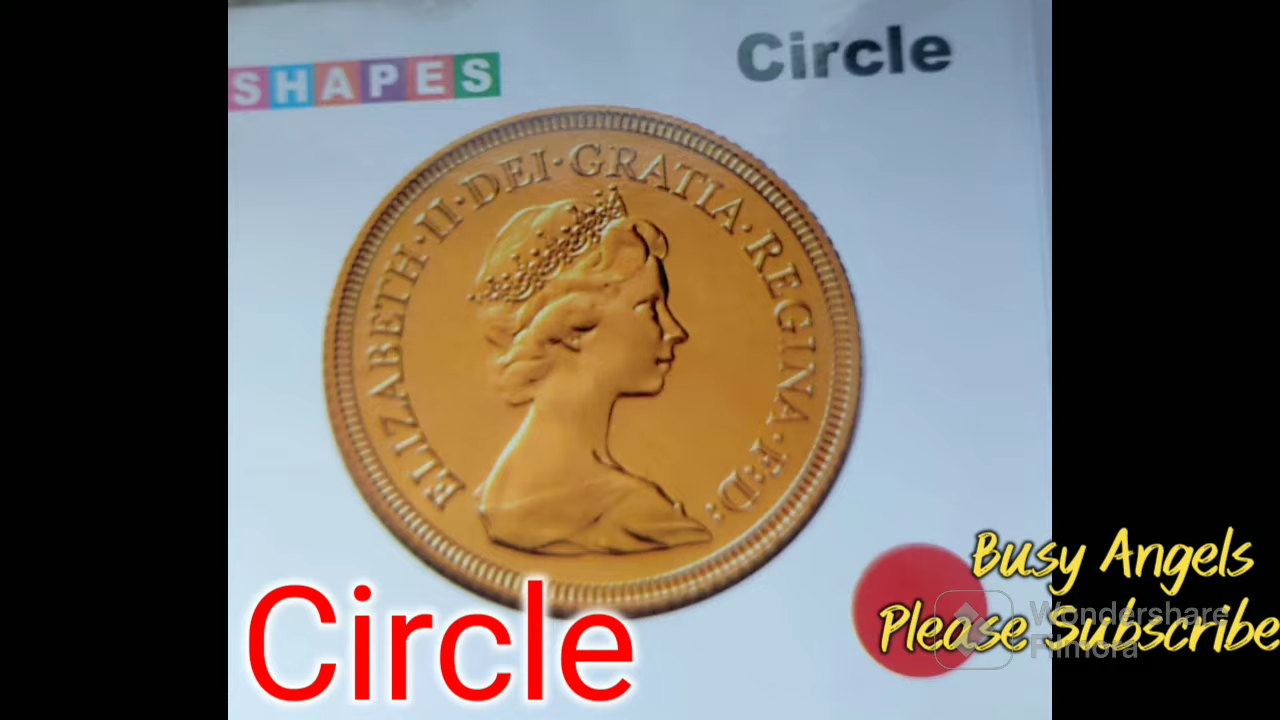 SHAPES
Circle
ELIZABETH·II·DEI·GRATIA·REGINA·F:D:
Circle
Busy Angels
Please Subscribe
Wondershare
Filmora